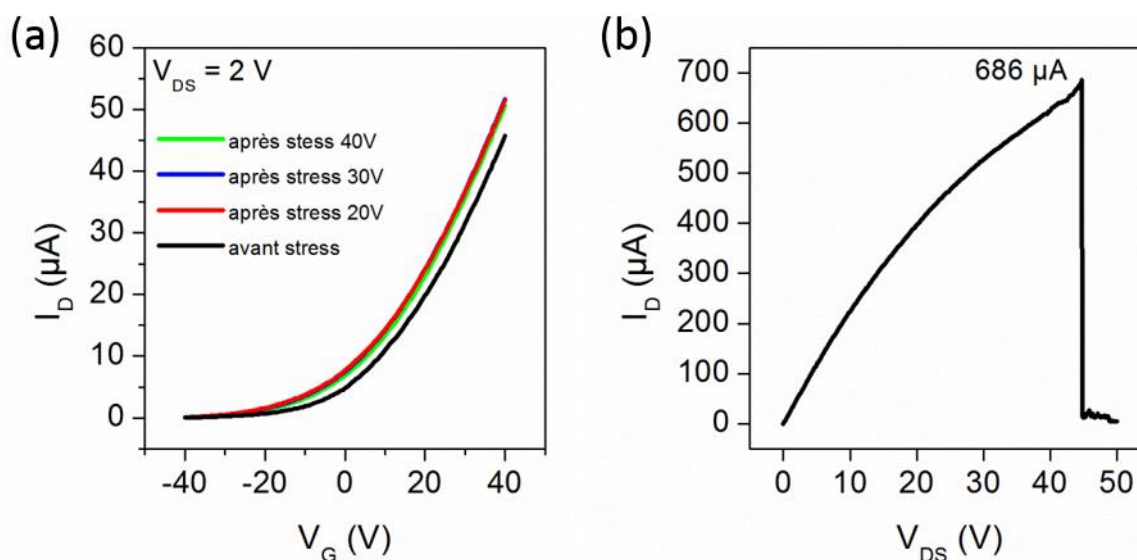 (a)
60
50
40
30
20
10
0
I_D (µA)
V_DS = 2 V
après stess 40V
après stress 30V
après stress 20V
avant stress
-40 -20 0 20 40
V_G (V)
(b)
700
600
500
400
300
200
100
0
I_D (µA)
686 µA
0 10 20 30 40 50
V_DS (V)